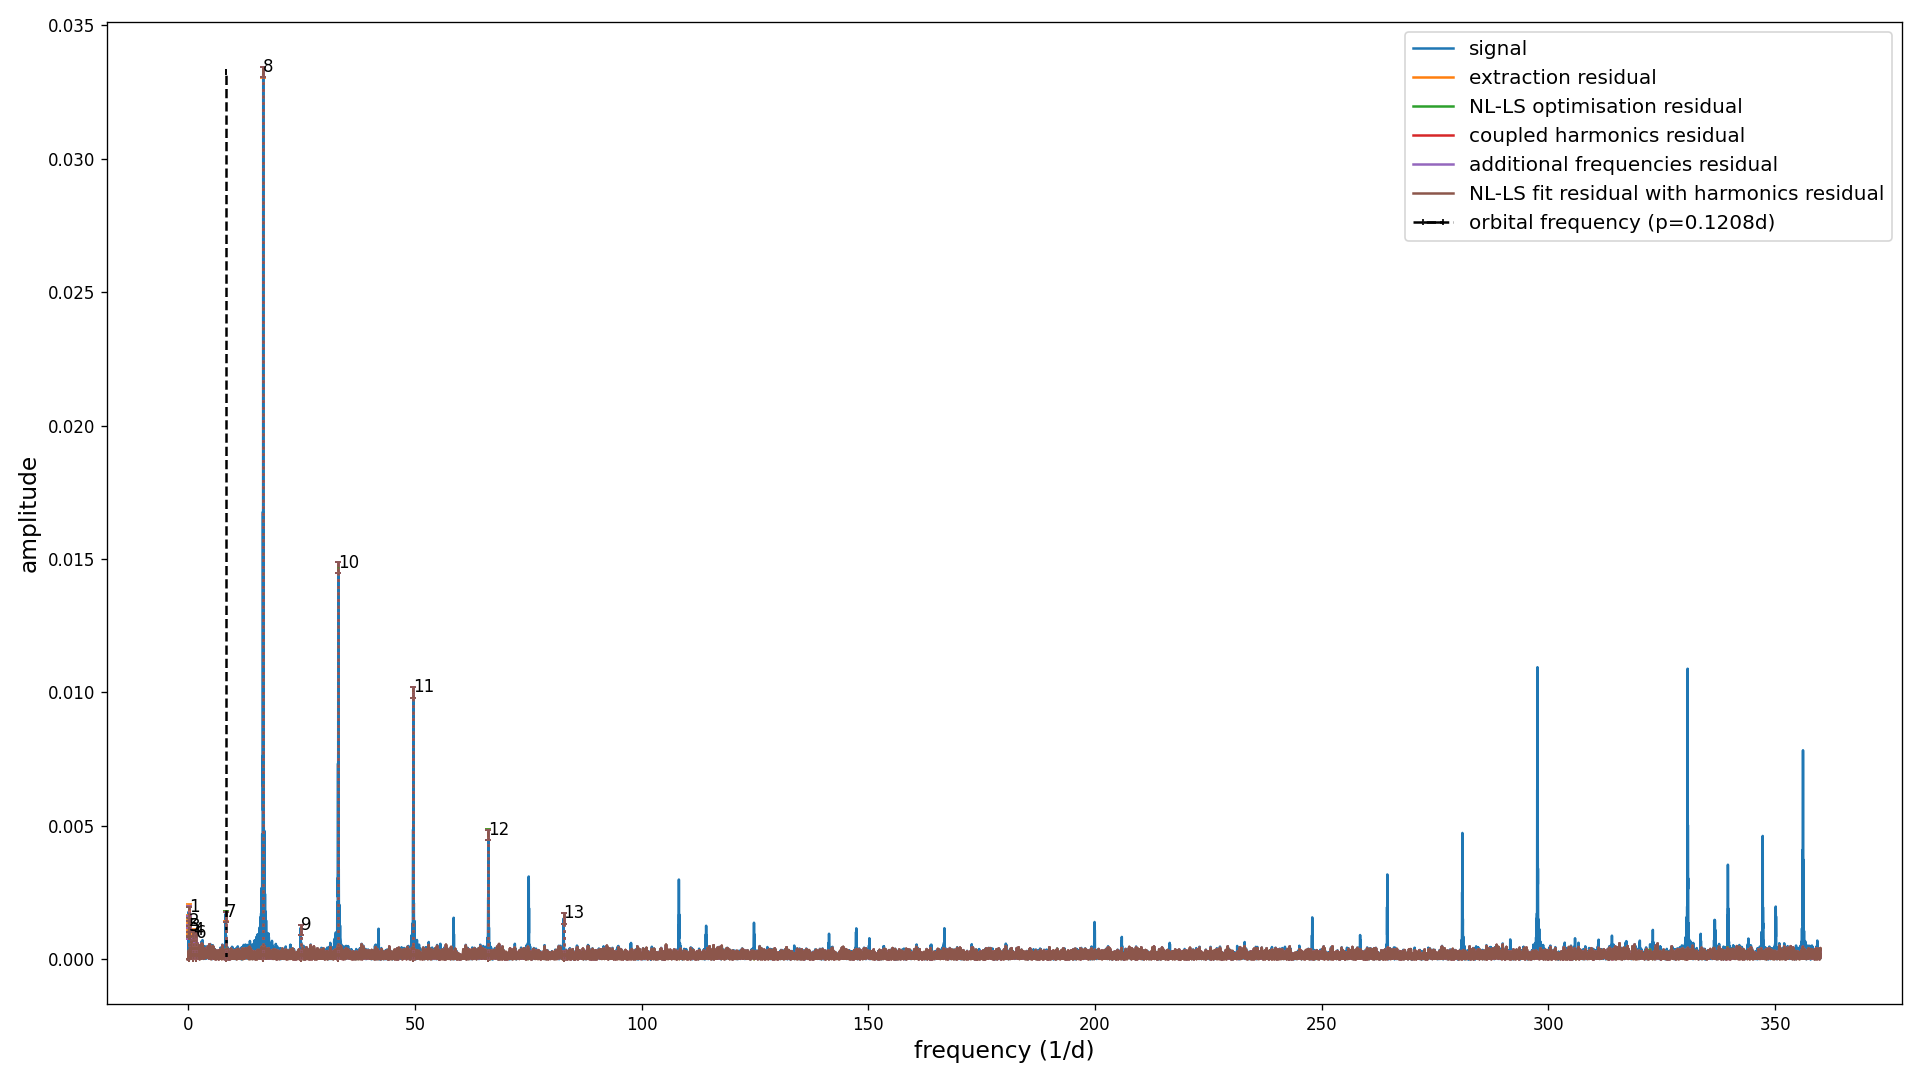 0.035
0.030
0.025
0.020
0.015
0.010
0.005
0.000
amplitude
signal
extraction residual
NL-LS optimisation residual
coupled harmonics residual
additional frequencies residual
NL-LS fit residual with harmonics residual
orbital frequency (p=0.1208d)
8
10
11
12
13
9
7
1
6
0 50 100 150 200 250 300 350
frequency (1/d)